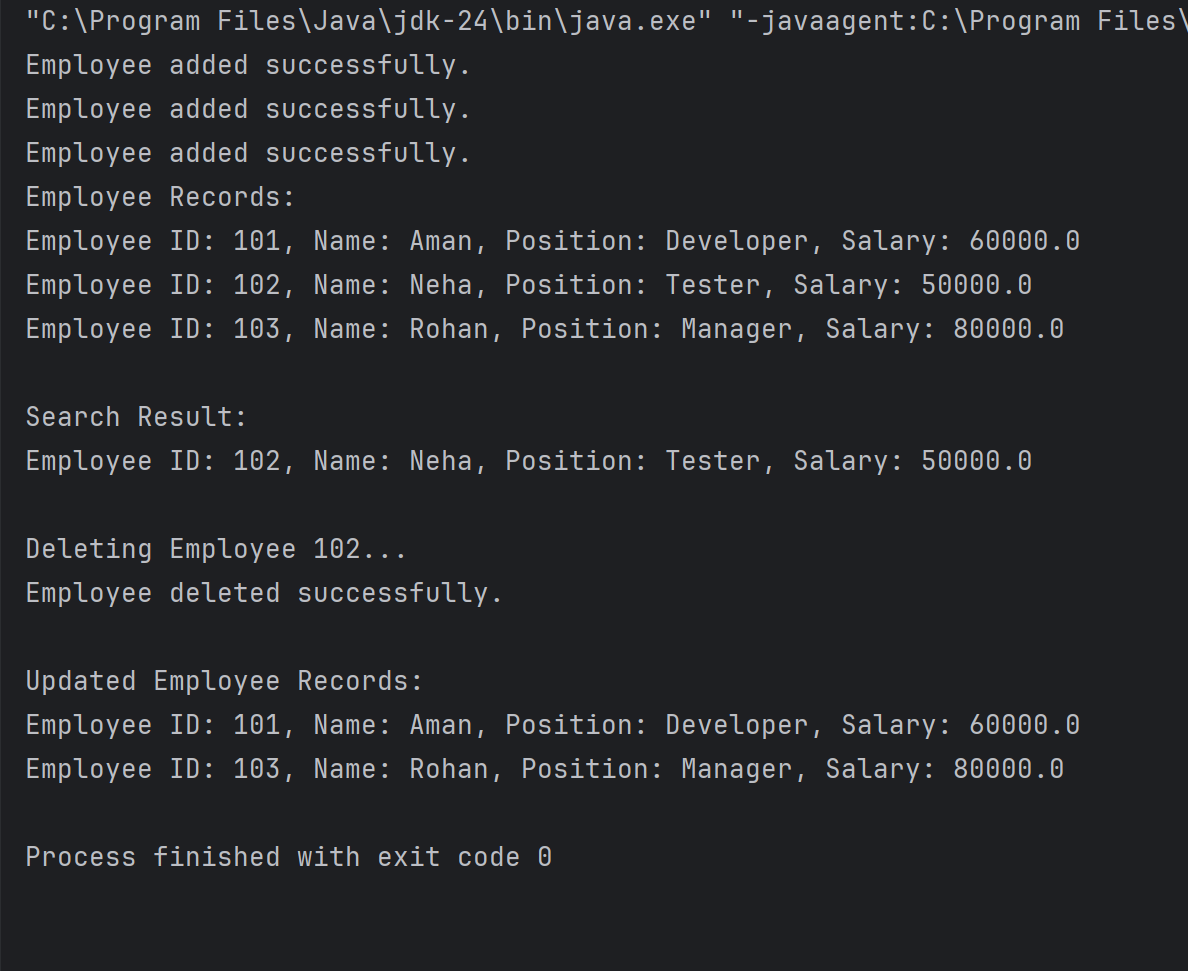 "C:\Program Files\Java\jdk-24\bin\java.exe" "-javaagent:C:\Program Files\
Employee added successfully.
Employee added successfully.
Employee added successfully.
Employee Records:
Employee ID: 101, Name: Aman, Position: Developer, Salary: 60000.0
Employee ID: 102, Name: Neha, Position: Tester, Salary: 50000.0
Employee ID: 103, Name: Rohan, Position: Manager, Salary: 80000.0
Search Result:
Employee ID: 102, Name: Neha, Position: Tester, Salary: 50000.0
Deleting Employee 102...
Employee deleted successfully.
Updated Employee Records:
Employee ID: 101, Name: Aman, Position: Developer, Salary: 60000.0
Employee ID: 103, Name: Rohan, Position: Manager, Salary: 80000.0
Process finished with exit code 0